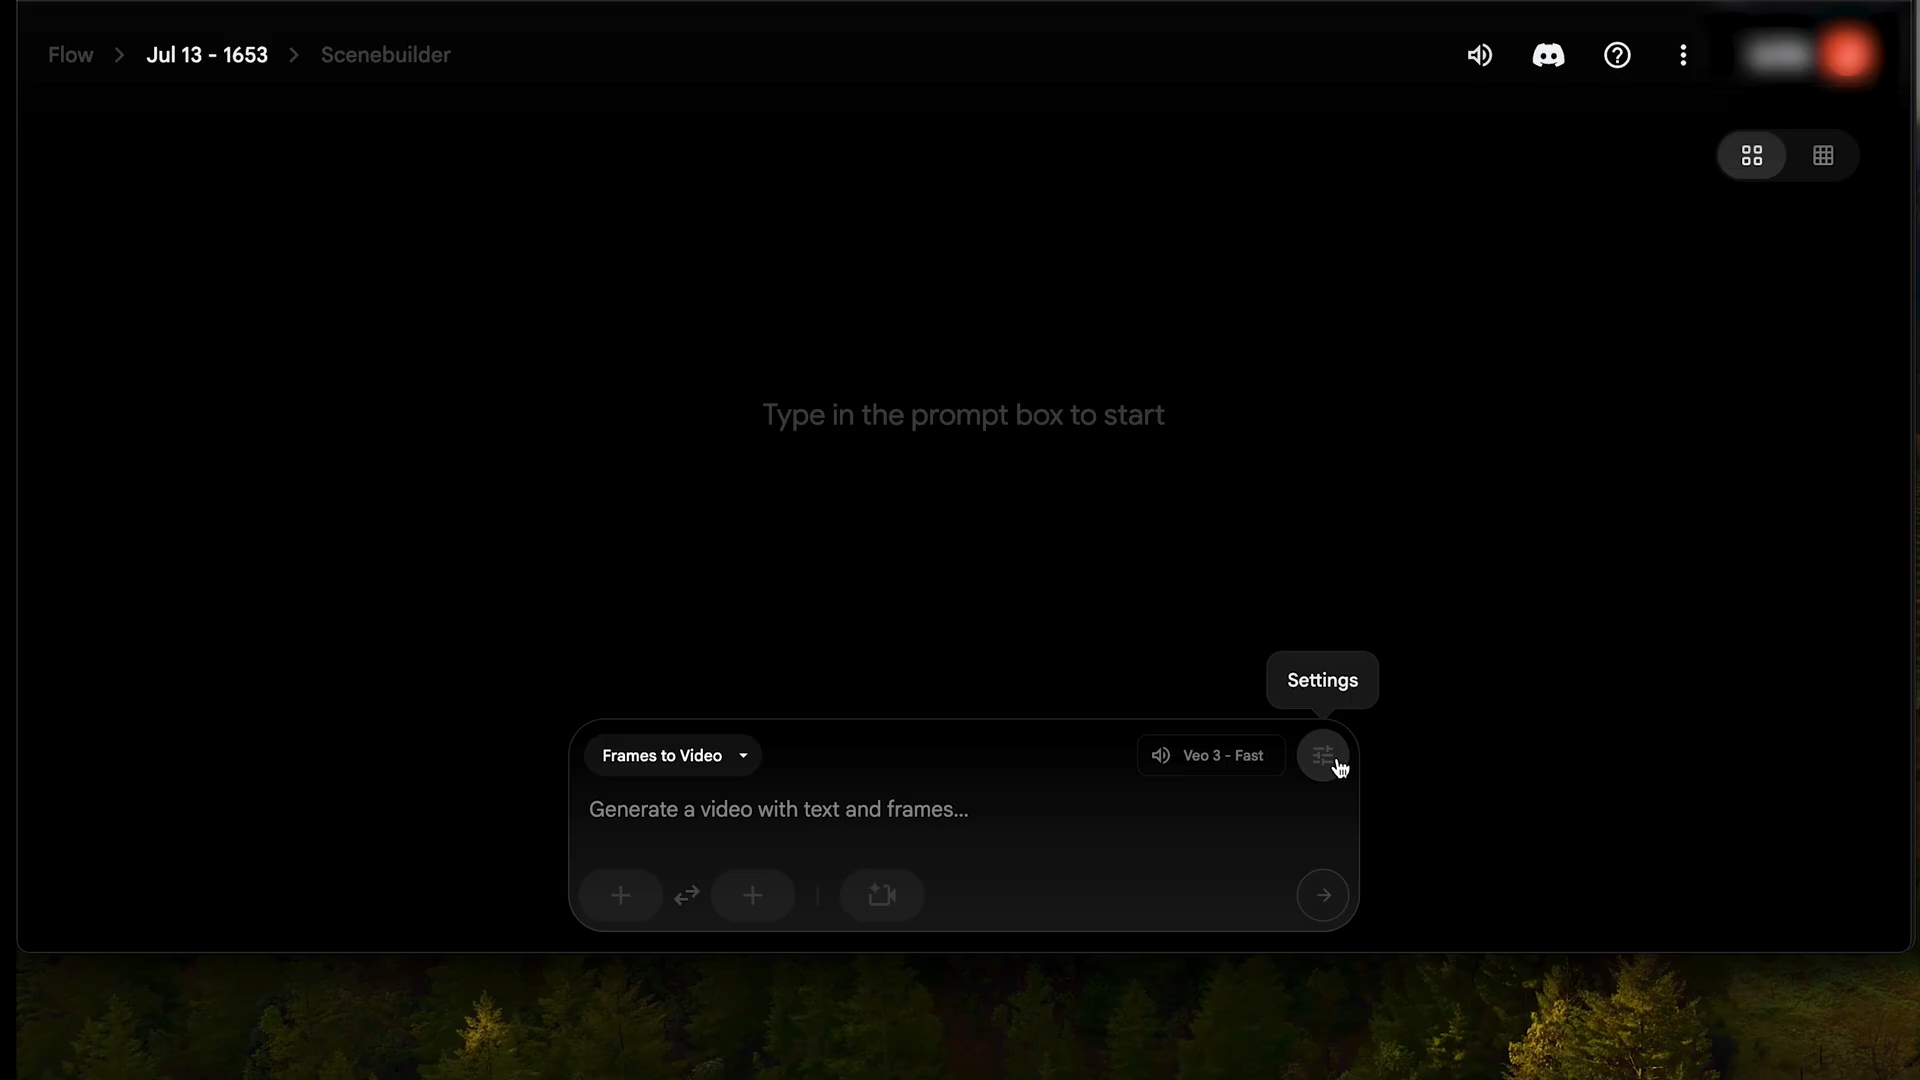 Flow > Jul 13 - 1653 > Scenebuilder
Type in the prompt box to start
Settings
Frames to Video
Veo 3 - Fast
Generate a video with text and frames...